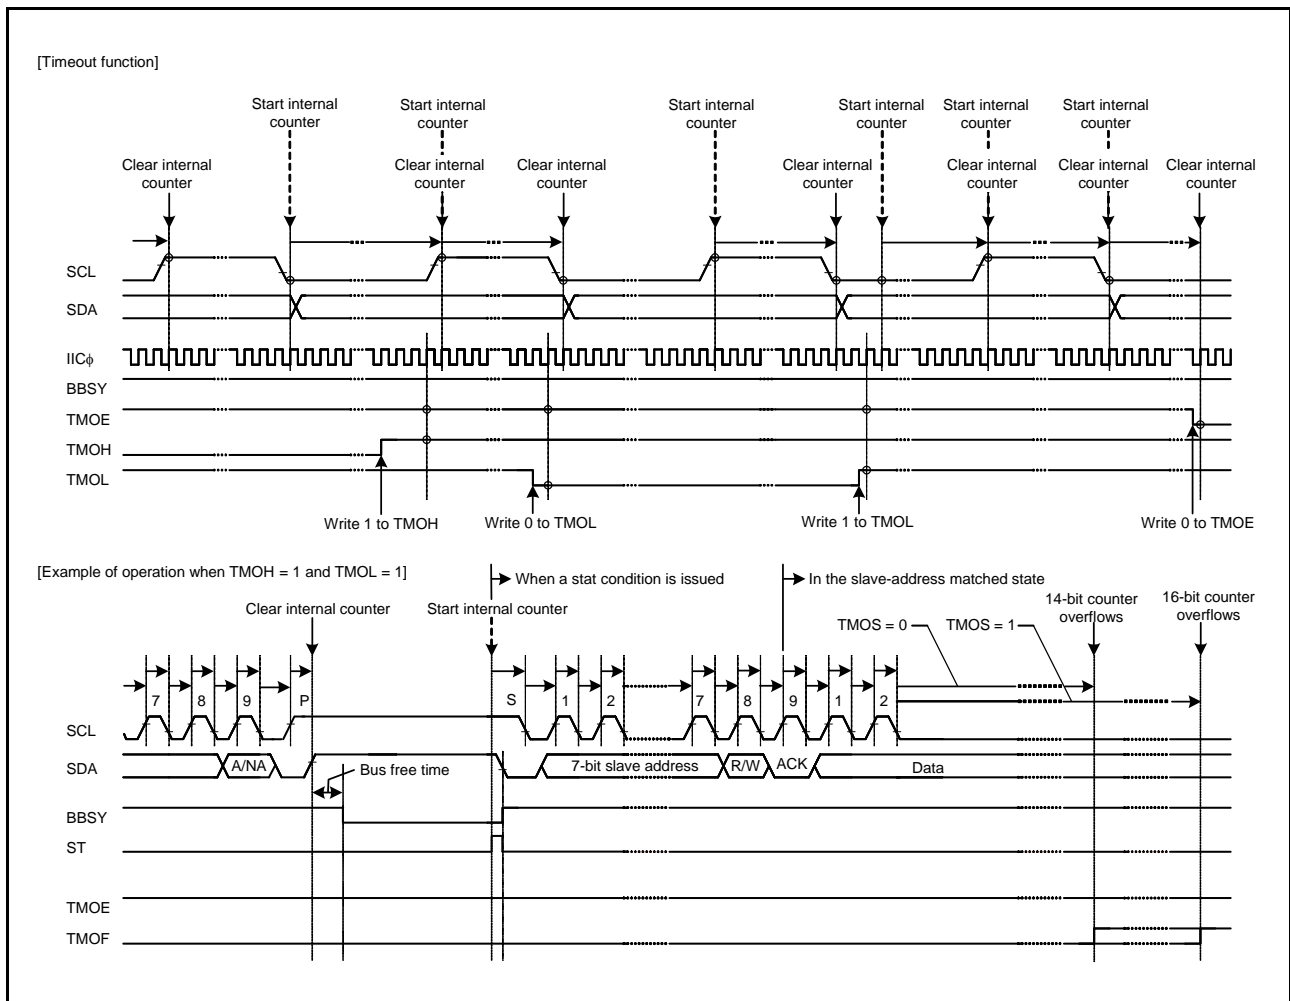 [Timeout function]
Start internal counter
Start internal counter
Start internal counter
Start internal counter
Start internal counter
Start internal counter
Clear internal counter
Clear internal counter
Clear internal counter
Clear internal counter
Clear internal counter
Clear internal counter
Clear internal counter
SCL
SDA
IICϕ
BBSY
TMOE
TMOH
TMOL
Write 1 to TMOH
Write 0 to TMOL
Write 1 to TMOL
Write 0 to TMOE
[Example of operation when TMOH = 1 and TMOL = 1]
When a stat condition is issued
In the slave-address matched state
Clear internal counter
Start internal counter
14-bit counter overflows
16-bit counter overflows
TMOS = 0
TMOS = 1
7 8 9 P S 1 2 7 8 9 1 2
SCL
SDA
A/NA
Bus free time
7-bit slave address
R/W
ACK
Data
BBSY
ST
TMOE
TMOF